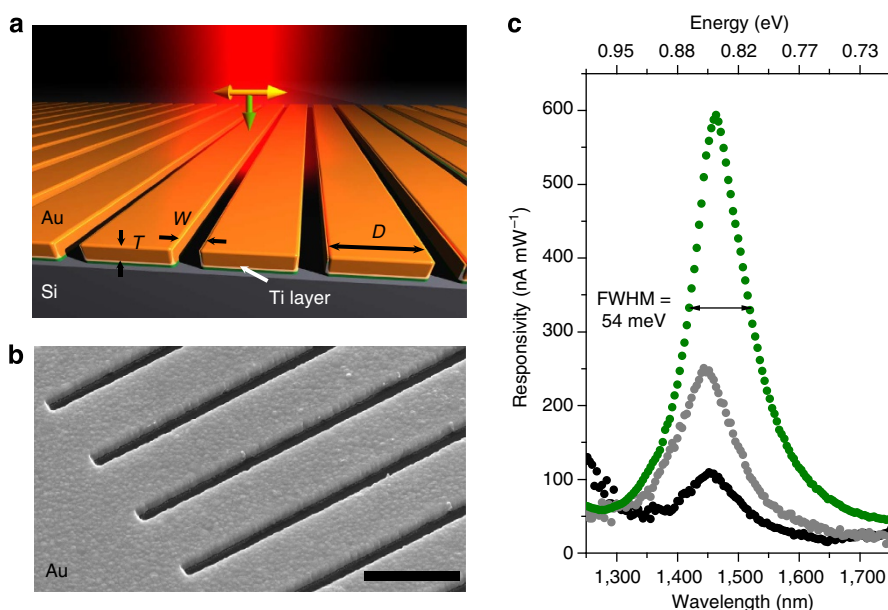 a
Au
T
W
D
Si
Ti layer
b
Au
c
Energy (eV)
0.95 0.88 0.82 0.77 0.73
600
500
400
300
200
100
0
Responsivity (nA mW⁻¹)
FWHM =
54 meV
1,300 1,400 1,500 1,600 1,700
Wavelength (nm)